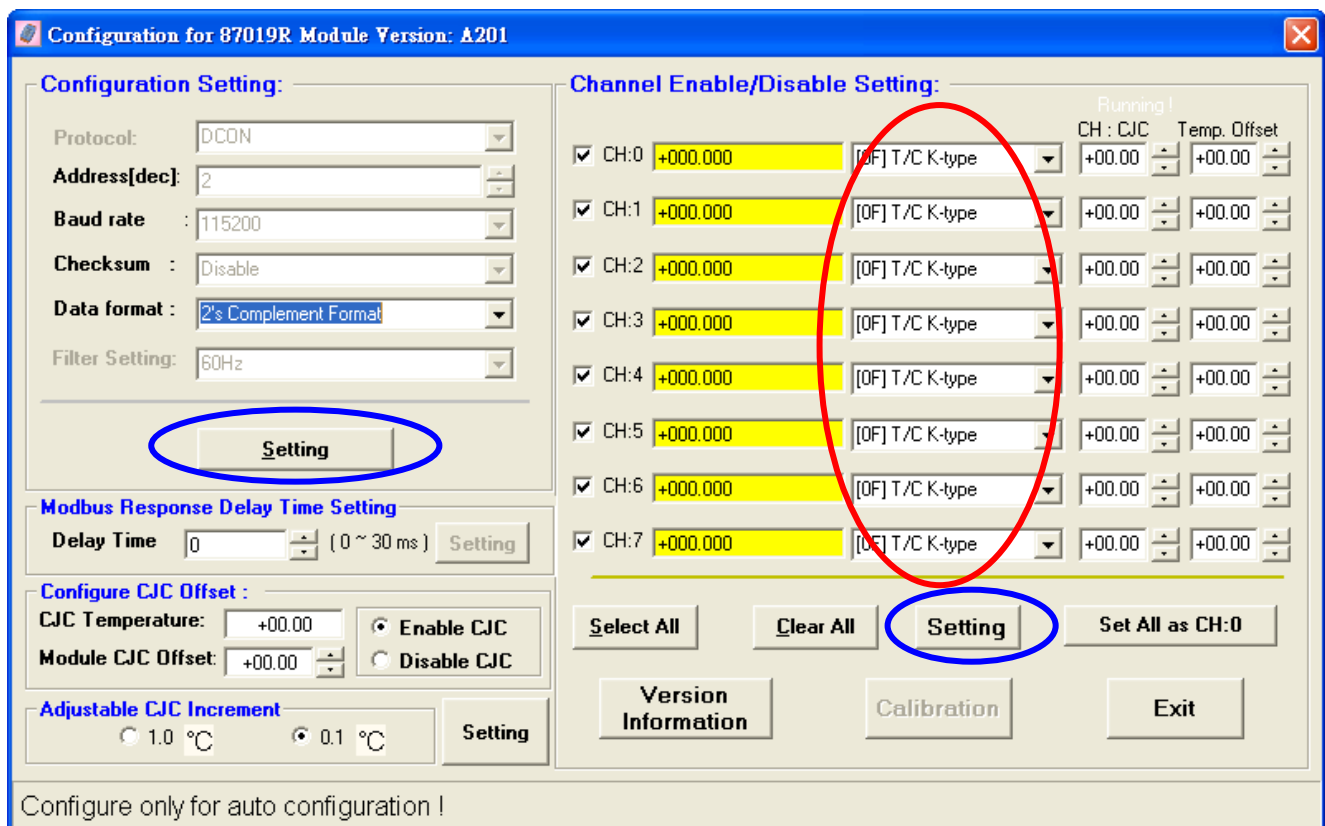 Configuration for 87019R Module Version: A201
Configuration Setting:
Protocol: DCON
Address[dec]: 2
Baud rate : 115200
Checksum : Disable
Data format : 2's Complement Format
Filter Setting: 60Hz
Setting
Modbus Response Delay Time Setting
Delay Time 0 ( 0 ~ 30 ms ) Setting
Configure CJC Offset :
CJC Temperature: +00.00
Enable CJC
Module CJC Offset: +00.00
Disable CJC
Adjustable CJC Increment
1.0 °C 0.1 °C
Setting
Channel Enable/Disable Setting:
Running !
CH : CJC Temp. Offset
CH:0 +000.000 [0F] T/C K-type +00.00 +00.00
CH:1 +000.000 [0F] T/C K-type +00.00 +00.00
CH:2 +000.000 [0F] T/C K-type +00.00 +00.00
CH:3 +000.000 [0F] T/C K-type +00.00 +00.00
CH:4 +000.000 [0F] T/C K-type +00.00 +00.00
CH:5 +000.000 [0F] T/C K-type +00.00 +00.00
CH:6 +000.000 [0F] T/C K-type +00.00 +00.00
CH:7 +000.000 [0F] T/C K-type +00.00 +00.00
Select All Clear All Setting Set All as CH:0
Version
Information
Calibration Exit
Configure only for auto configuration !